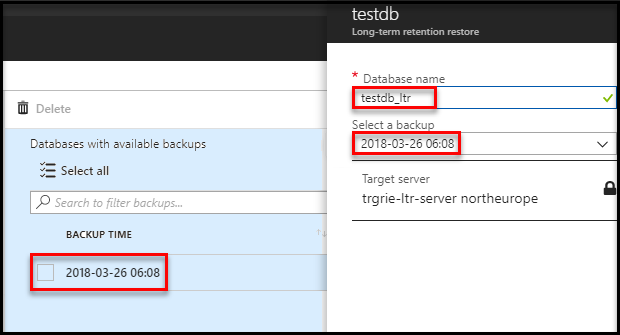 Delete
Databases with available backups
Select all
Search to filter backups...
BACKUP TIME
2018-03-26 06:08
testdb
Long-term retention restore
* Database name
testdb_ltr
Select a backup
2018-03-26 06:08
Target server
trgrie-ltr-server northeurope